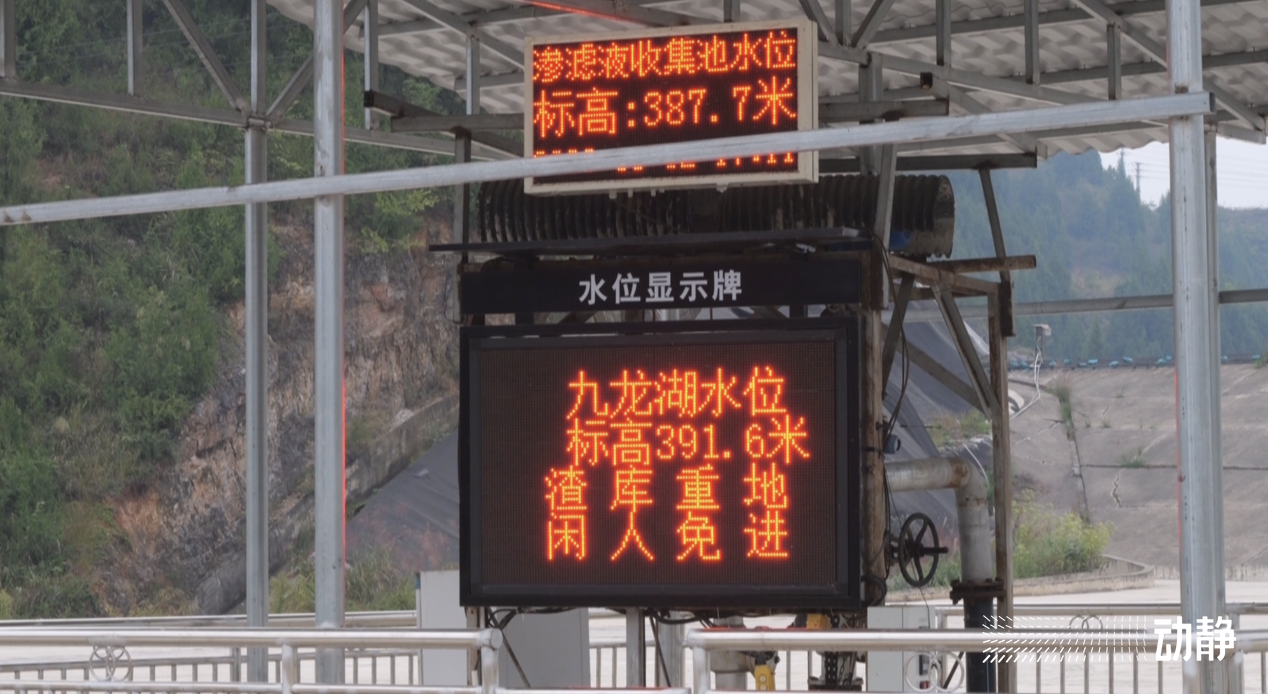 渗滤液收集池水位
标高:387.7米
水位显示牌
九龙湖水位
标高391.6米
渣库重地
闲人免进
动静